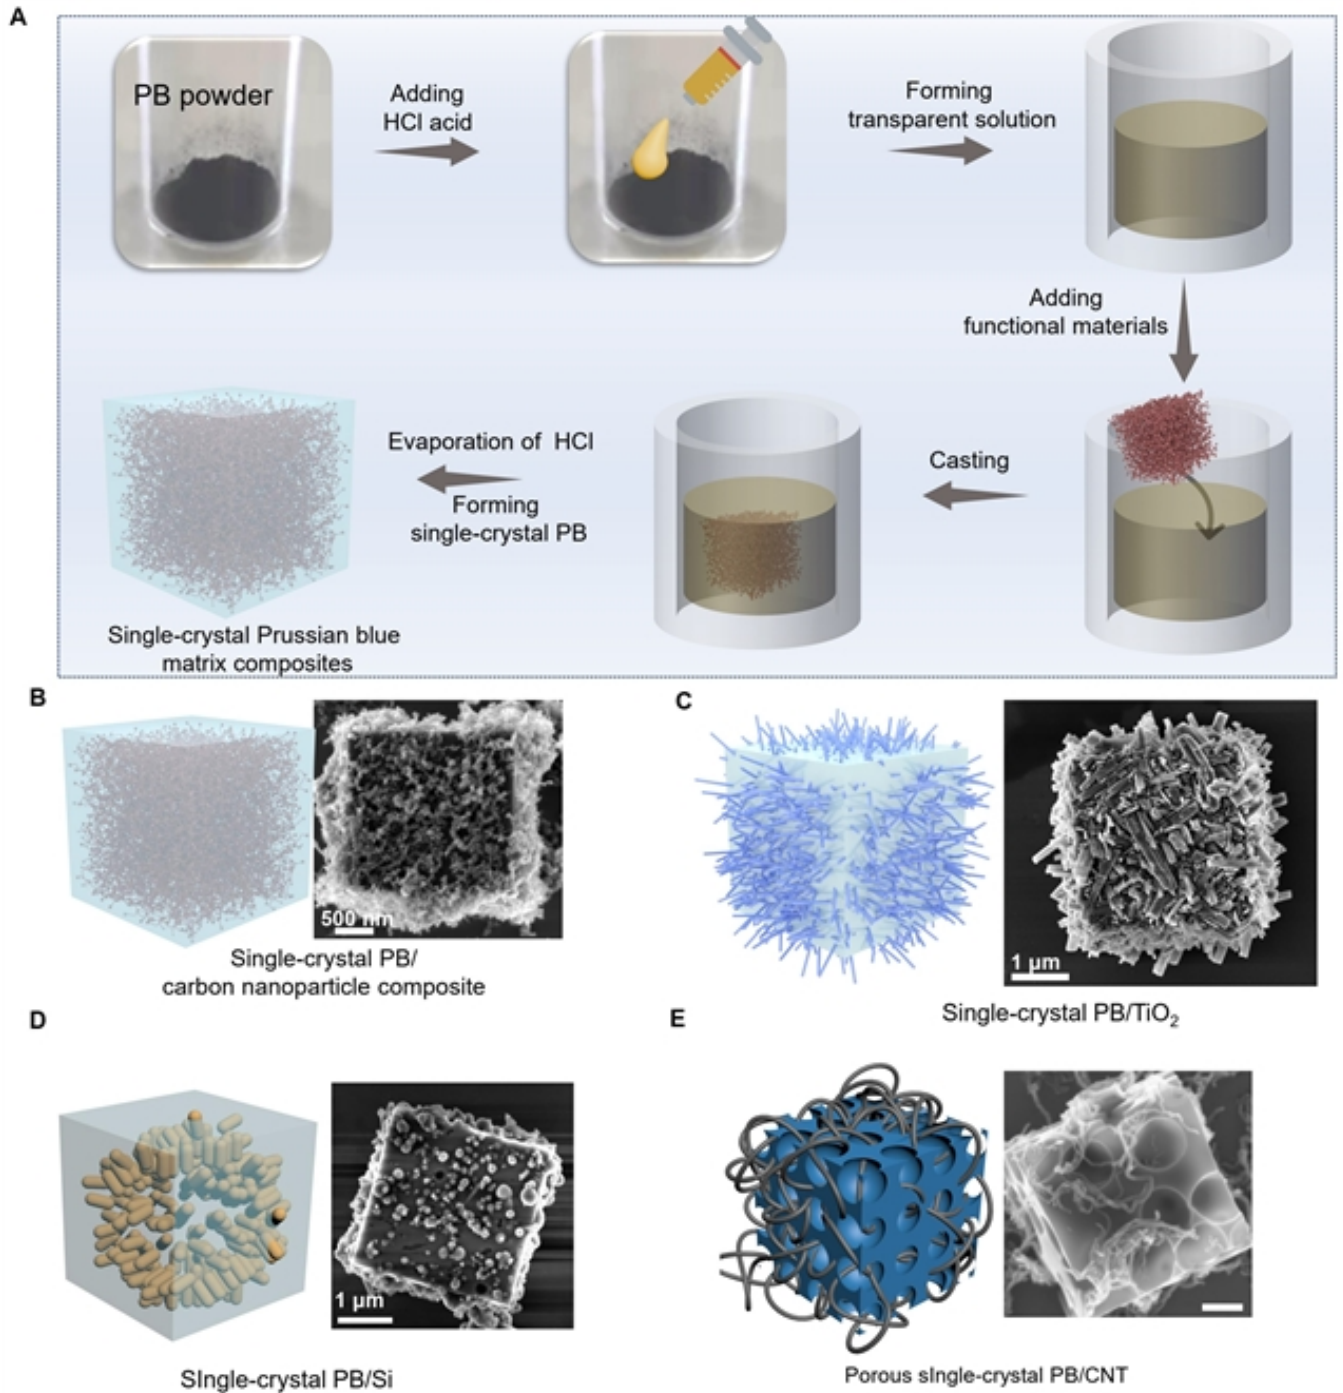 A
PB powder
Adding
HCl acid
Forming
transparent solution
Adding
functional materials
Casting
Evaporation of HCl
Forming
single-crystal PB
Single-crystal Prussian blue
matrix composites
B
500 nm
Single-crystal PB/
carbon nanoparticle composite
C
1 μm
Single-crystal PB/TiO₂
D
1 μm
SIngle-crystal PB/Si
E
Porous sIngle-crystal PB/CNT